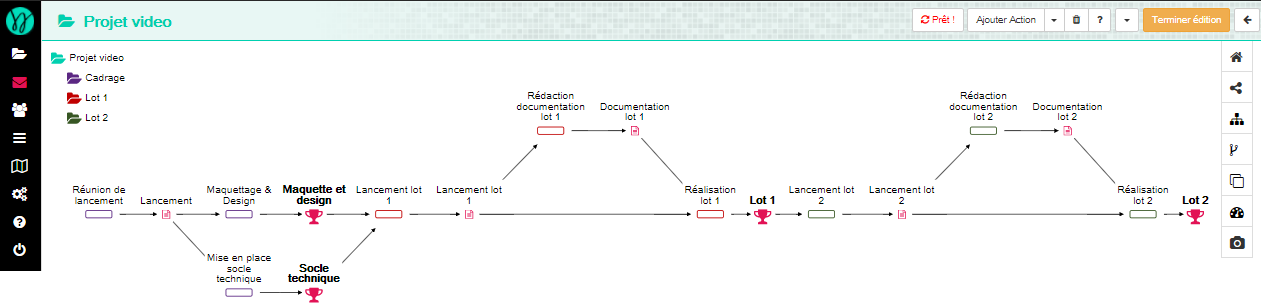 Projet video
Prêt !
Ajouter Action
?
Terminer édition
Projet video
Cadrage
Lot 1
Lot 2
Rédaction
documentation
lot 1
Documentation
lot 1
Rédaction
documentation
lot 2
Documentation
lot 2
Réunion de
lancement
Lancement
Maquettage &
Design
Maquette et
design
Lancement lot
1
Lancement lot
1
Réalisation
lot 1
Lot 1
Lancement lot
2
Lancement lot
2
Réalisation
lot 2
Lot 2
Mise en place
socle
technique
Socle
technique